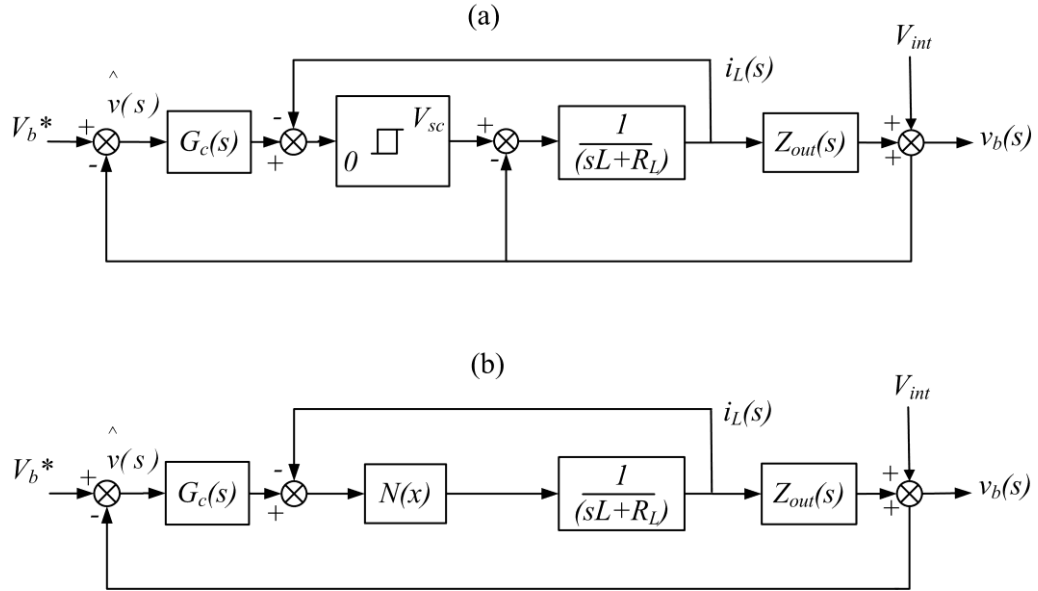 (a)
V_int
^
v(s)
i_L(s)
V_b* + - G_c(s) - + 0 V_sc + - 1/(sL+R_L) Z_out(s) + + v_b(s)
(b)
V_int
^
v(s)
i_L(s)
V_b* + - G_c(s) - + N(x) 1/(sL+R_L) Z_out(s) + + v_b(s)